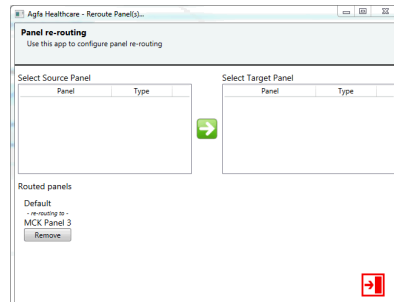 Agfa Healthcare - Reroute Panel(s)...
Panel re-routing
Use this app to configure panel re-routing
Select Source Panel
Panel Type
Select Target Panel
Panel Type
Routed panels
Default
- re-routing to -
MCK Panel 3
Remove